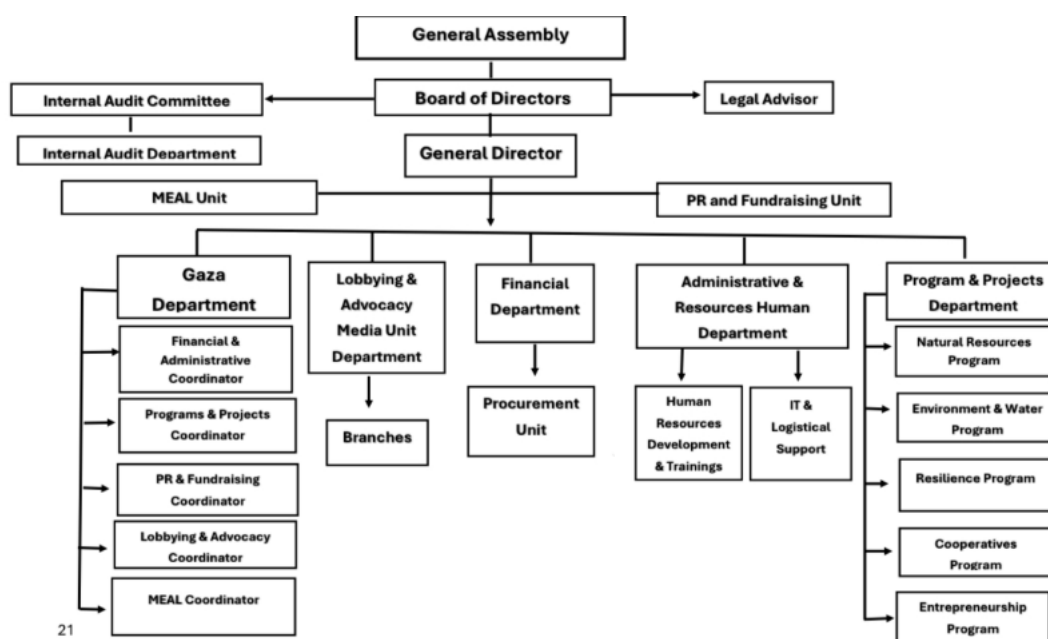 General Assembly
Internal Audit Committee
Board of Directors
Legal Advisor
Internal Audit Department
General Director
MEAL Unit
PR and Fundraising Unit
Gaza
Department
Financial &
Administrative
Coordinator
Programs & Projects
Coordinator
PR & Fundraising
Coordinator
Lobbying & Advocacy
Coordinator
MEAL Coordinator
Lobbying &
Advocacy
Media Unit
Department
Branches
Financial
Department
Procurement
Unit
Administrative &
Resources Human
Department
Human
Resources
Development
& Trainings
IT &
Logistical
Support
Program & Projects
Department
Natural Resources
Program
Environment & Water
Program
Resilience Program
Cooperatives
Program
Entrepreneurship
Program
21